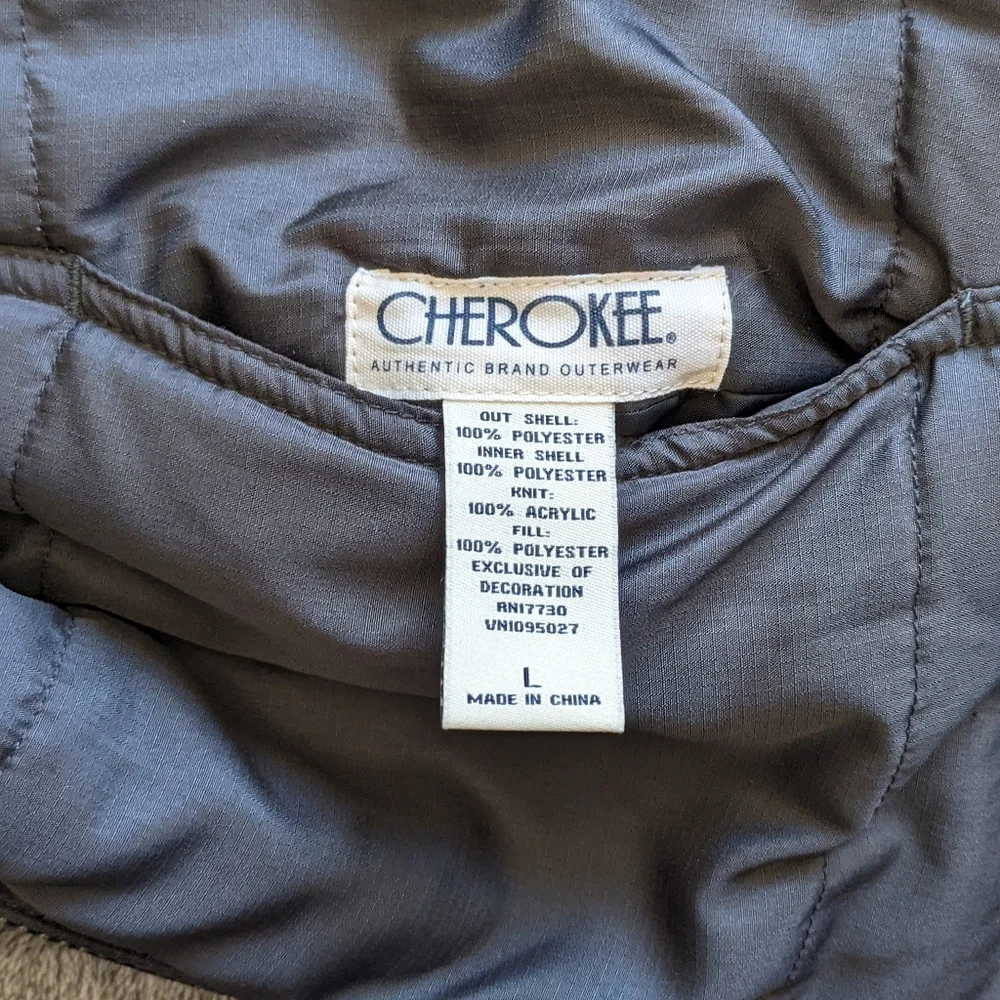 CHEROKEE®
AUTHENTIC BRAND OUTERWEAR
OUT SHELL:
100% POLYESTER
INNER SHELL
100% POLYESTER
KNIT:
100% ACRYLIC
FILL:
100% POLYESTER
EXCLUSIVE OF
DECORATION
RN17730
VN1095027
L
MADE IN CHINA